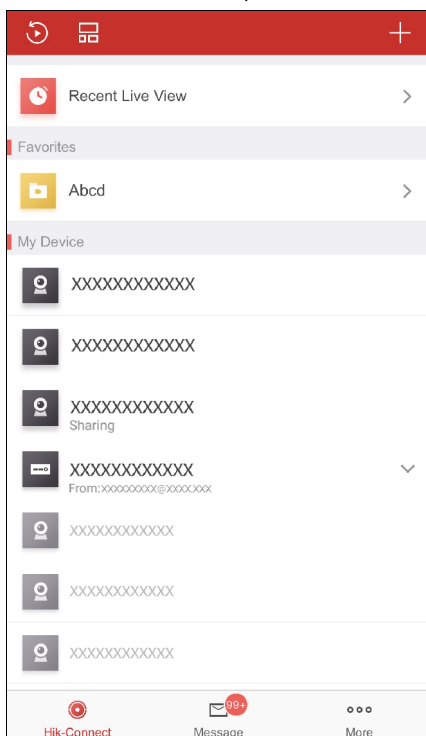 Recent Live View
Favorites
Abcd
My Device
XXXXXXXXXXXX
XXXXXXXXXXXX
XXXXXXXXXXXX
Sharing
XXXXXXXXXXXX
From:xxxxxxxxx@xxxx.xxx
XXXXXXXXXXXX
XXXXXXXXXXXX
XXXXXXXXXXXX
99+
Hik-Connect
Message
More